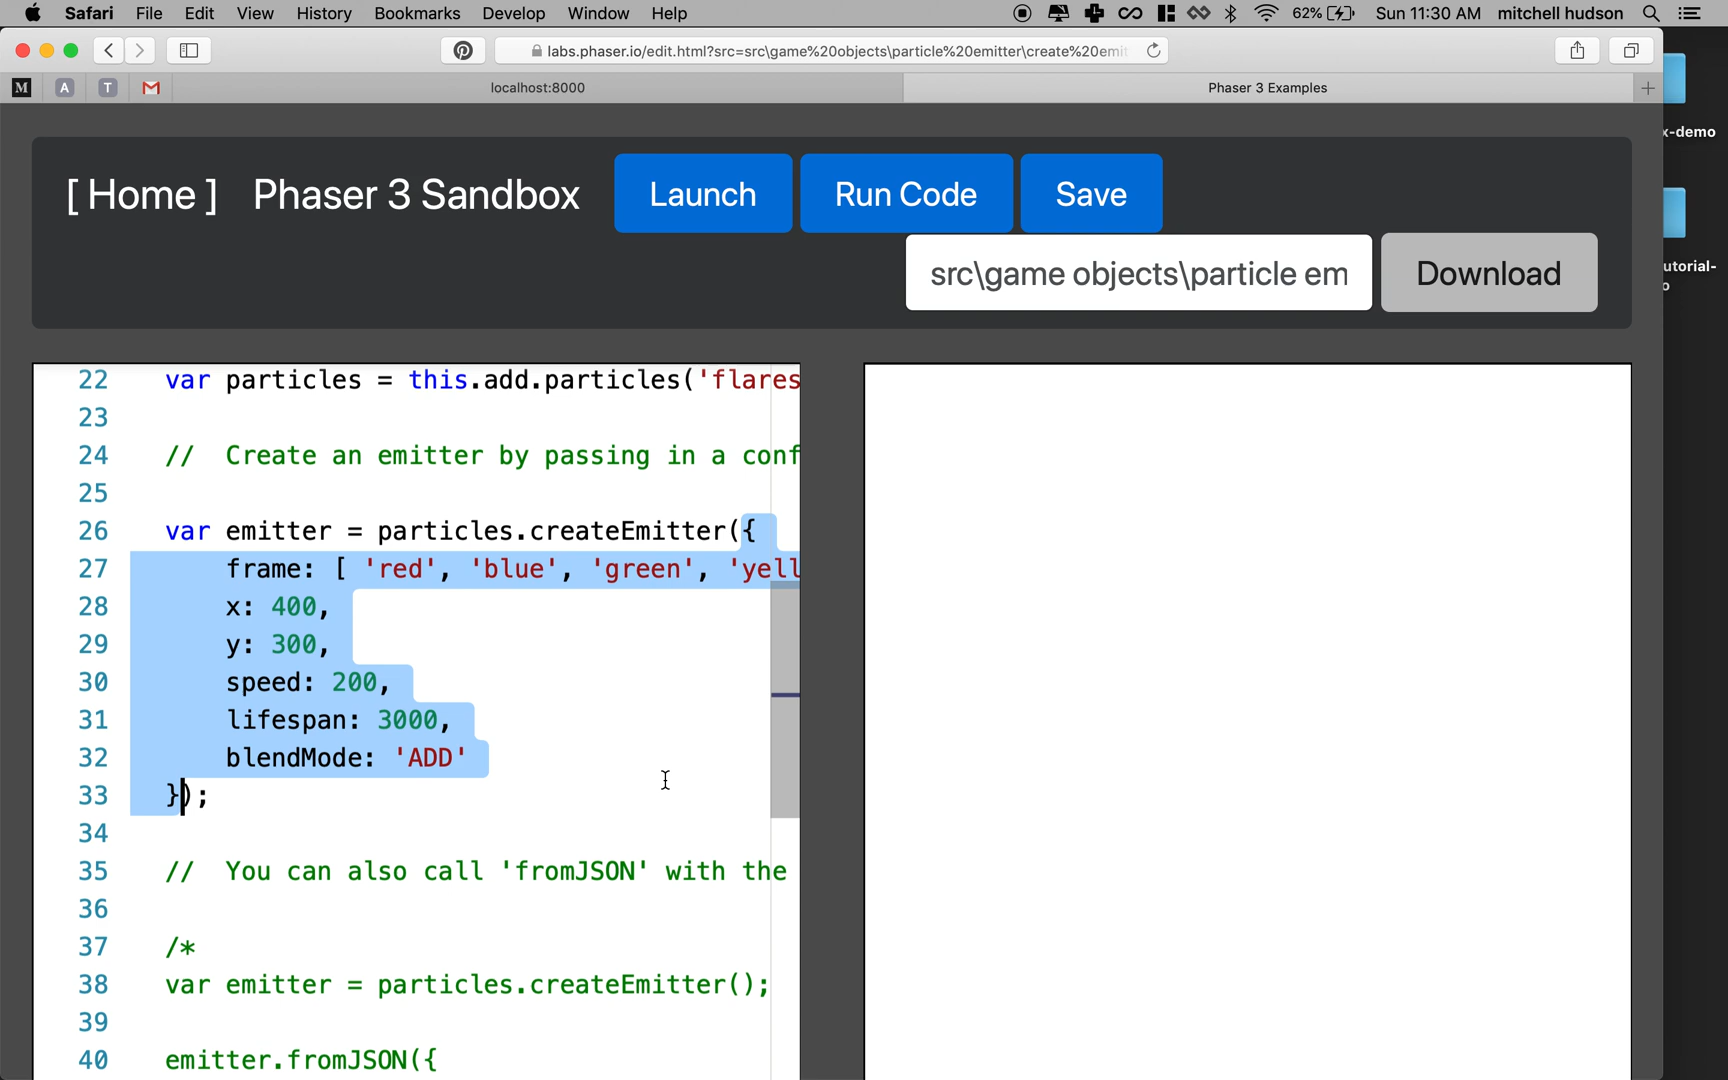 Safari File Edit View History Bookmarks Develop Window Help 62% Sun 11:30 AM mitchell hudson
labs.phaser.io/edit.html?src=src\game%20objects\particle%20emitter\create%20emit
M A T localhost:8000 Phaser 3 Examples +
x-demo
[ Home ] Phaser 3 Sandbox Launch Run Code Save
utorial-
o
src\game objects\particle em Download
22 var particles = this.add.particles('flares
23
24 // Create an emitter by passing in a conf
25
26 var emitter = particles.createEmitter({
27 frame: [ 'red', 'blue', 'green', 'yell
28 x: 400,
29 y: 300,
30 speed: 200,
31 lifespan: 3000,
32 blendMode: 'ADD'
33 });
34
35 // You can also call 'fromJSON' with the
36
37 /*
38 var emitter = particles.createEmitter();
39
40 emitter.fromJSON({